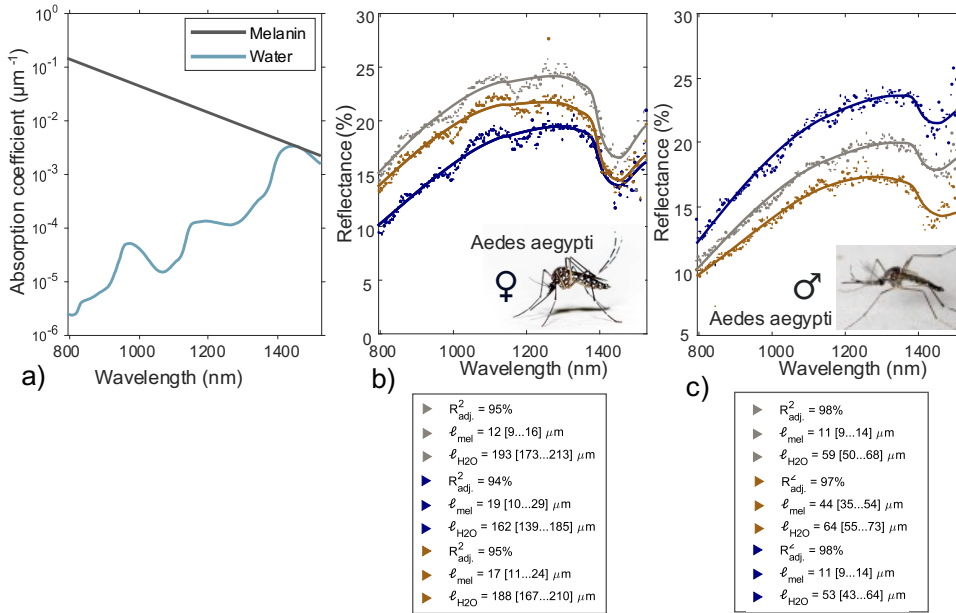 Absorption coefficient (μm⁻¹)
10⁰
10⁻¹
10⁻²
10⁻³
10⁻⁴
10⁻⁵
10⁻⁶
Melanin
Water
800 1000 1200 1400
Wavelength (nm)
a)
Reflectance (%)
30
25
20
15
10
5
0
Aedes aegypti
♀
800 1000 1200 1400
Wavelength (nm)
b)
R²adj. = 95%
ℓmel = 12 [9...16] μm
ℓH2O = 193 [173...213] μm
R²adj. = 94%
ℓmel = 19 [10...29] μm
ℓH2O = 162 [139...185] μm
R²adj. = 95%
ℓmel = 17 [11...24] μm
ℓH2O = 188 [167...210] μm
Reflectance (%)
30
25
20
15
10
5
♂
Aedes aegypti
800 1000 1200 1400
Wavelength (nm)
c)
R²adj. = 98%
ℓmel = 11 [9...14] μm
ℓH2O = 59 [50...68] μm
R²adj. = 97%
ℓmel = 44 [35...54] μm
ℓH2O = 64 [55...73] μm
R²adj. = 98%
ℓmel = 11 [9...14] μm
ℓH2O = 53 [43...64] μm